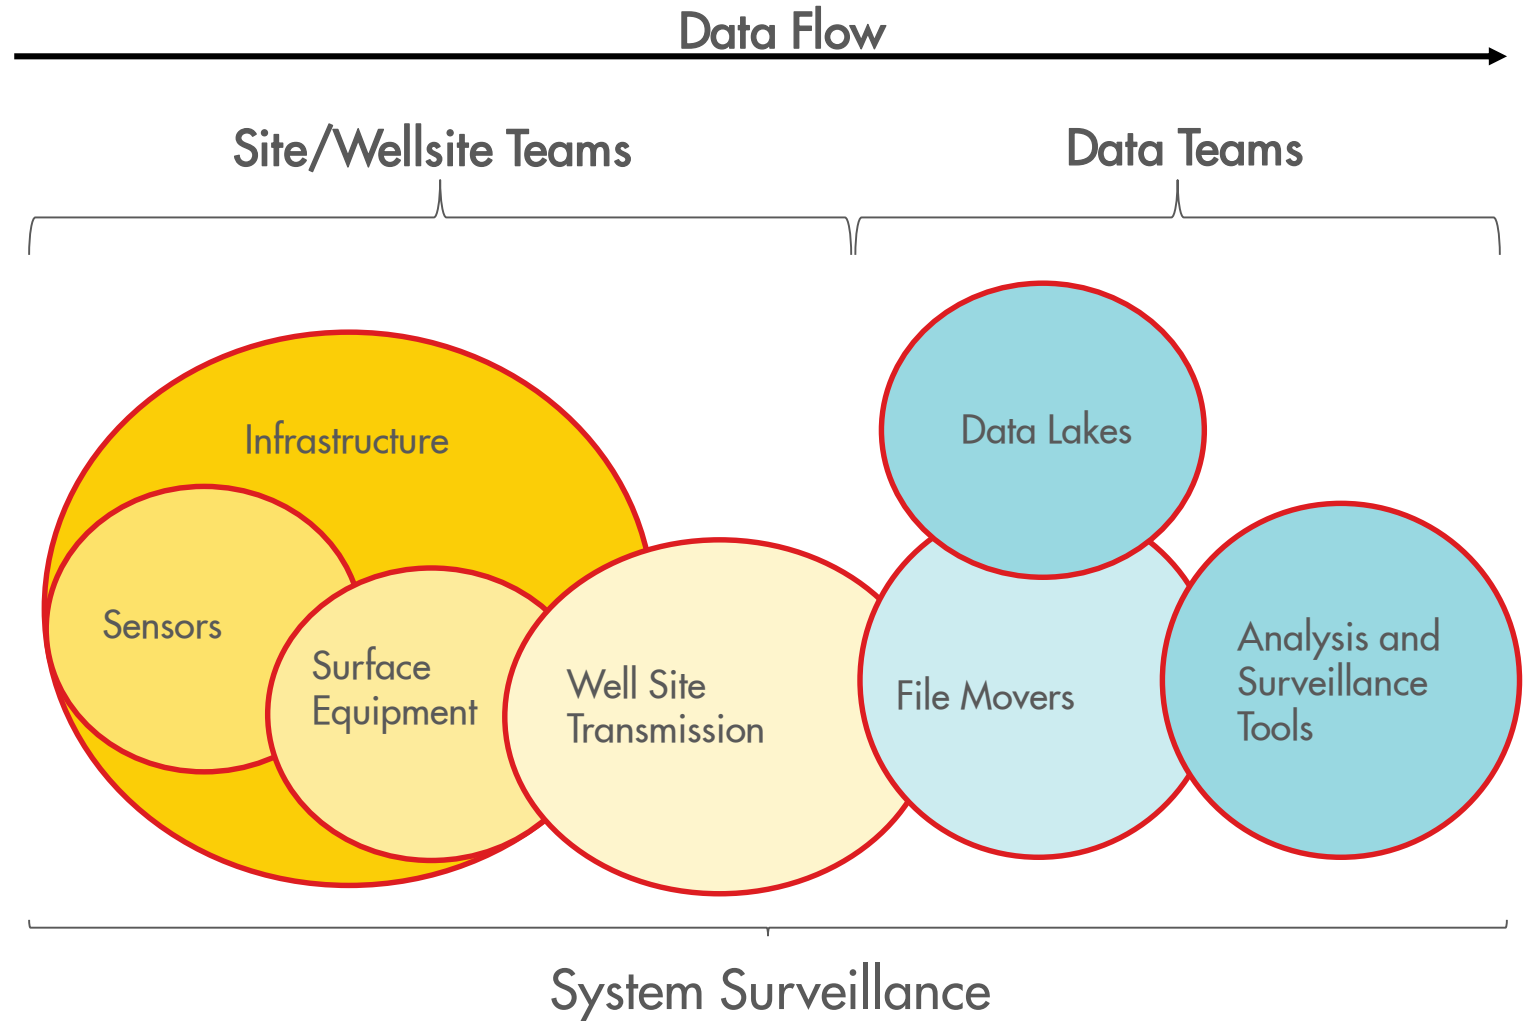 Data Flow
Site/Wellsite Teams
Data Teams
Infrastructure
Sensors
Surface
Equipment
Well Site
Transmission
Data Lakes
File Movers
Analysis and
Surveillance
Tools
System Surveillance